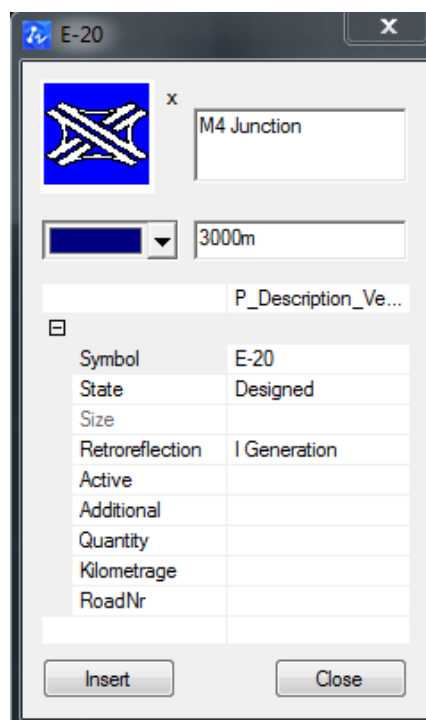 E-20
x
x
M4 Junction
3000m
P_Description_Ve...
Symbol E-20
State Designed
Size
Retroreflection I Generation
Active
Additional
Quantity
Kilometrage
RoadNr
Insert Close